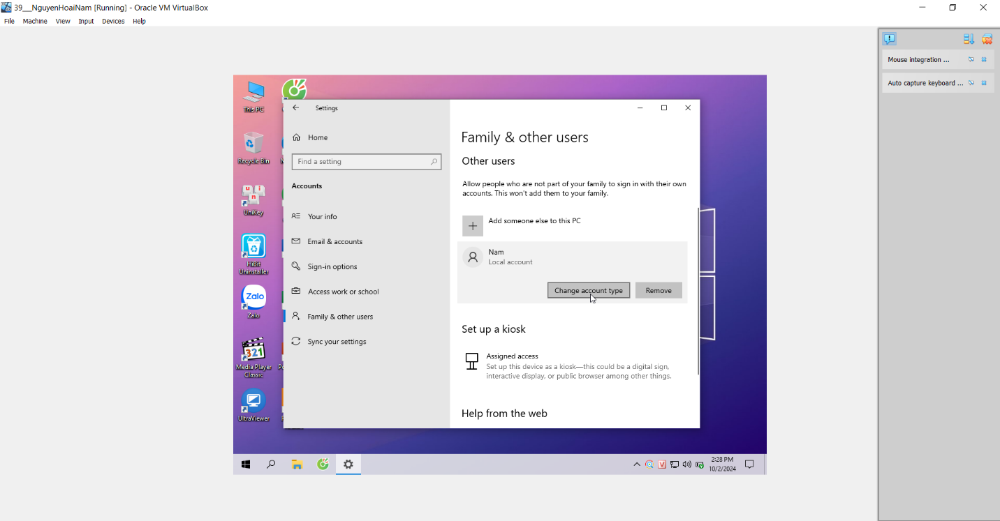 39__NguyenHoaiNam [Running] - Oracle VM VirtualBox
File Machine View Input Devices Help
Mouse integration ...
Auto capture keyboard ...
This PC
Recycle Bin
UniKey
HiBit
Uninstaller
Zalo
Zalo
321
Media Player
Classic
UltraViewer
Settings
Home
Find a setting
Accounts
Your info
Email & accounts
Sign-in options
Access work or school
Family & other users
Sync your settings
Family & other users
Other users
Allow people who are not part of your family to sign in with their own
accounts. This won't add them to your family.
Add someone else to this PC
Nam
Local account
Change account type
Remove
Set up a kiosk
Assigned access
Set up this device as a kiosk—this could be a digital sign,
interactive display, or public browser among other things.
Help from the web
2:28 PM
10/2/2024